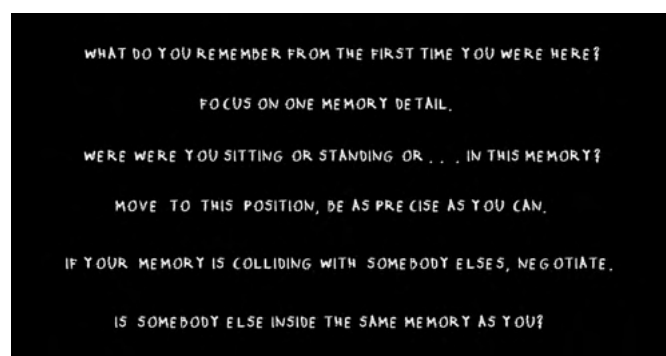 WHAT DO YOU REMEMBER FROM THE FIRST TIME YOU WERE HERE?
FOCUS ON ONE MEMORY DETAIL.
WERE WERE YOU SITTING OR STANDING OR . . . IN THIS MEMORY?
MOVE TO THIS POSITION, BE AS PRECISE AS YOU CAN.
IF YOUR MEMORY IS COLLIDING WITH SOMEBODY ELSES, NEGOTIATE.
IS SOMEBODY ELSE INSIDE THE SAME MEMORY AS YOU?